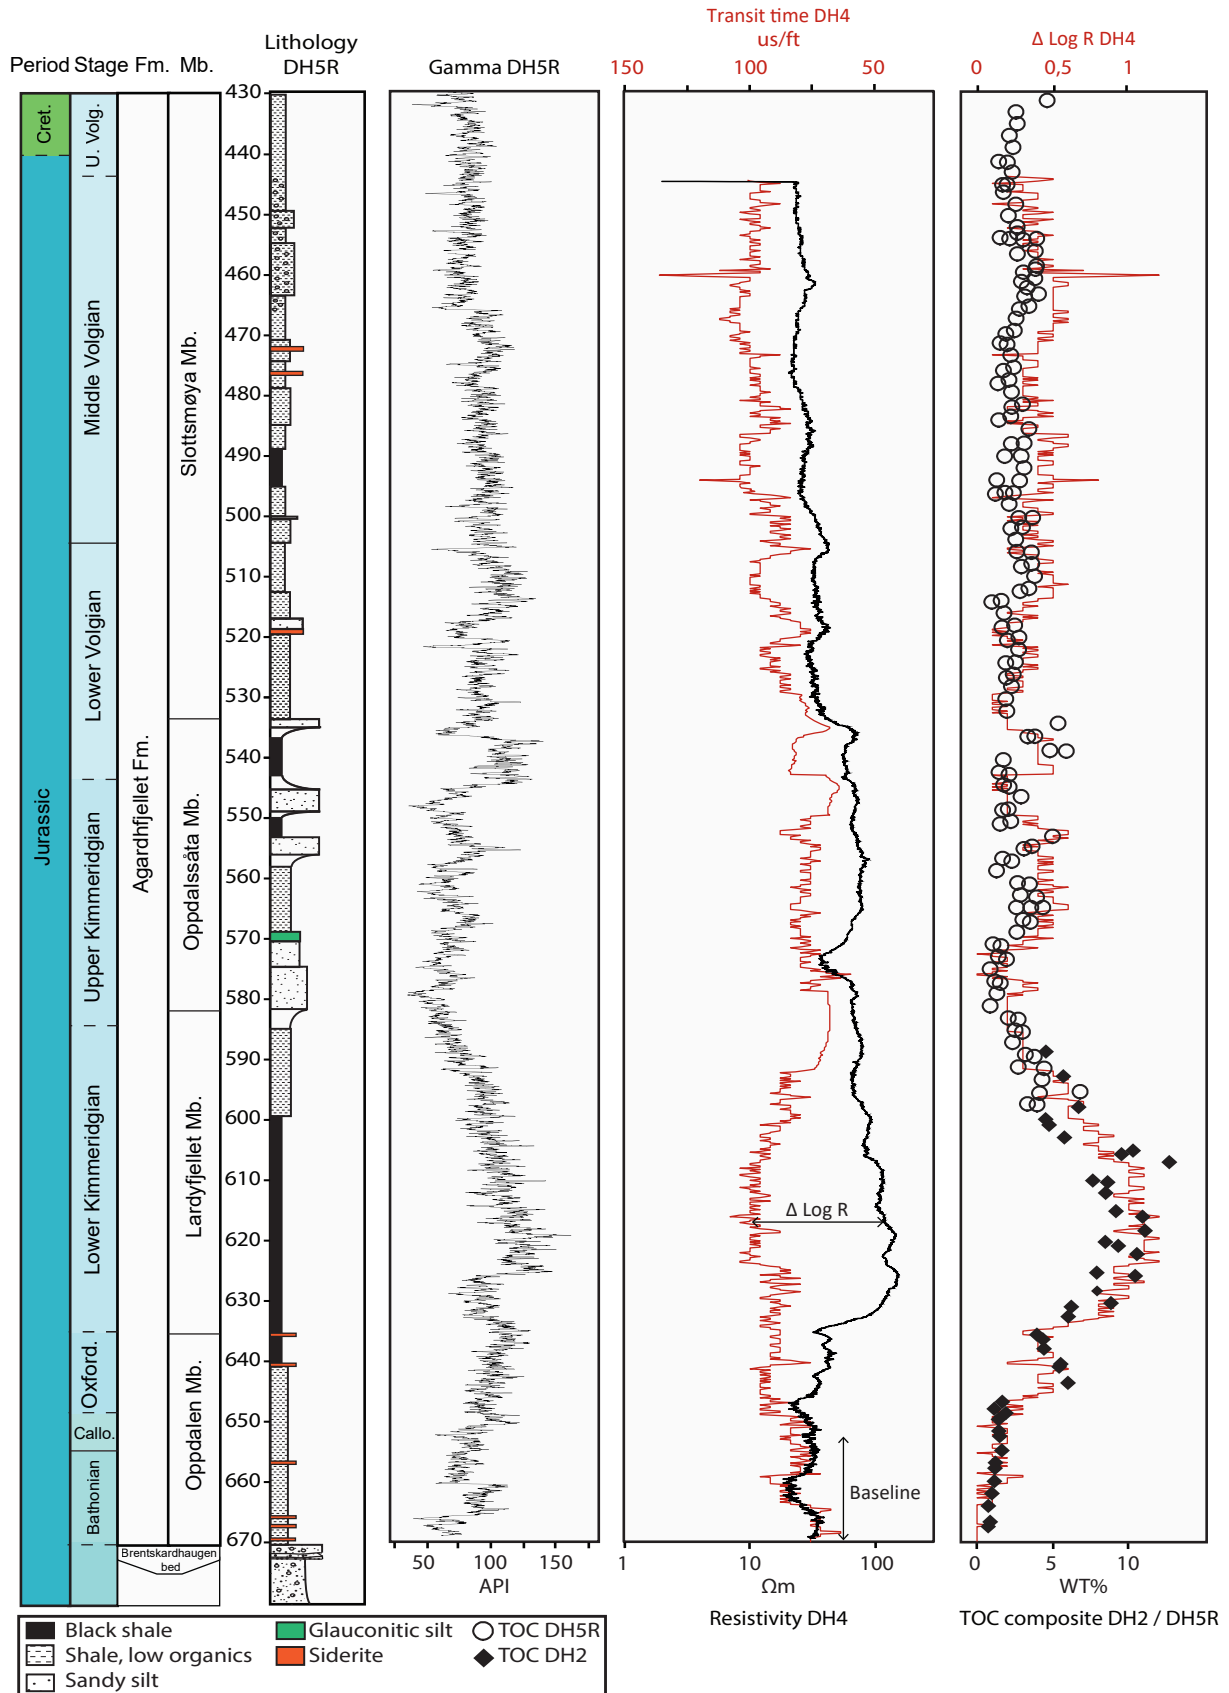 Period Stage Fm. Mb.
Lithology
DH5R
Gamma DH5R
Transit time DH4
us/ft
150 100 50
Δ Log R DH4
0 0,5 1
Cret.
Jurassic
U. Volg.
Middle Volgian
Lower Volgian
Upper Kimmeridgian
Lower Kimmeridgian
Oxford.
Callo.
Bathonian
Agardhfjellet Fm.
Slottsmøya Mb.
Oppdalssåta Mb.
Lardyfjellet Mb.
Oppdalen Mb.
Brentskardhaugen
bed
430
440
450
460
470
480
490
500
510
520
530
540
550
560
570
580
590
600
610
620
630
640
650
660
670
Δ Log R
Baseline
50 100 150
API
1 10 100
Ωm
Resistivity DH4
0 5 10
WT%
TOC composite DH2 / DH5R
Black shale
Shale, low organics
Sandy silt
Glauconitic silt
Siderite
TOC DH5R
TOC DH2